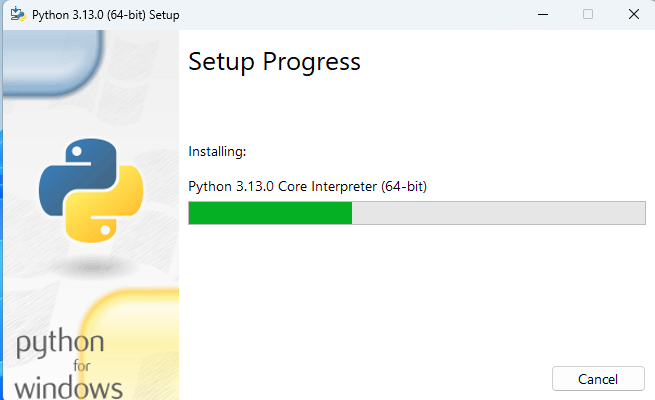 Python 3.13.0 (64-bit) Setup
Setup Progress
Installing:
Python 3.13.0 Core Interpreter (64-bit)
python
for
windows
Cancel